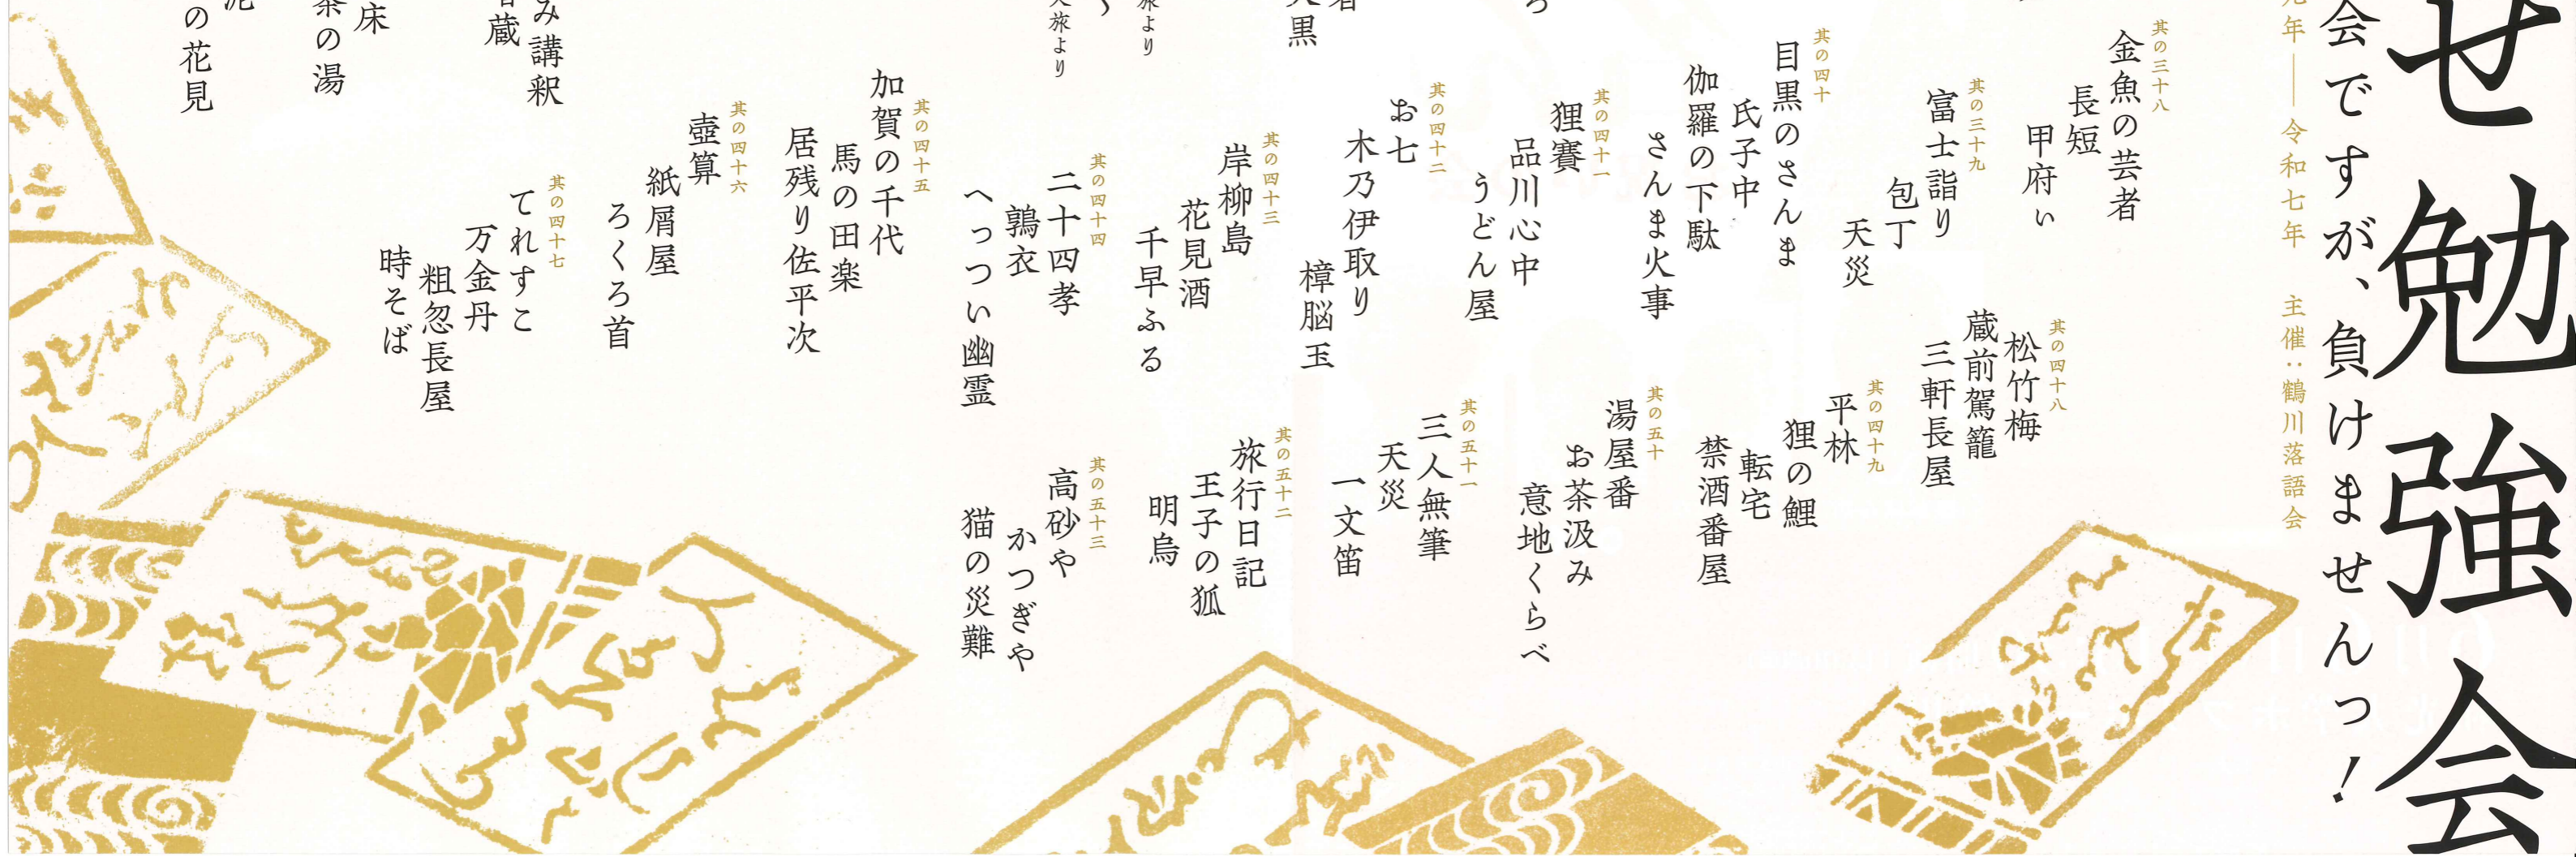 せ勉強会
会ですが、負けませんっ！
元年──令和七年　主催：鶴川落語会
其の三十八
金魚の芸者
長短
甲府ぃ
其の三十九
富士詣り
包丁
天災
其の四十
目黒のさんま
氏子中
伽羅の下駄
さんま火事
其の四十一
狸賽
品川心中
うどん屋
其の四十二
お七
木乃伊取り
樟脳玉
其の四十三
岸柳島
花見酒
千早ふる
其の四十四
二十四孝
鶉衣
へっつい幽霊
其の四十五
加賀の千代
馬の田楽
居残り佐平次
其の四十六
壺算
紙屑屋
ろくろ首
其の四十七
てれすこ
万金丹
粗忽長屋
時そば
其の四十八
松竹梅
蔵前駕籠
三軒長屋
其の四十九
平林
狸の鯉
転宅
禁酒番屋
其の五十
湯屋番
お茶汲み
意地くらべ
其の五十一
三人無筆
天災
一文笛
其の五十二
旅行日記
王子の狐
明烏
其の五十三
高砂や
かつぎや
猫の災難
大黒
旅より
旅より
み講釈
蔵
床
茶の湯
の花見